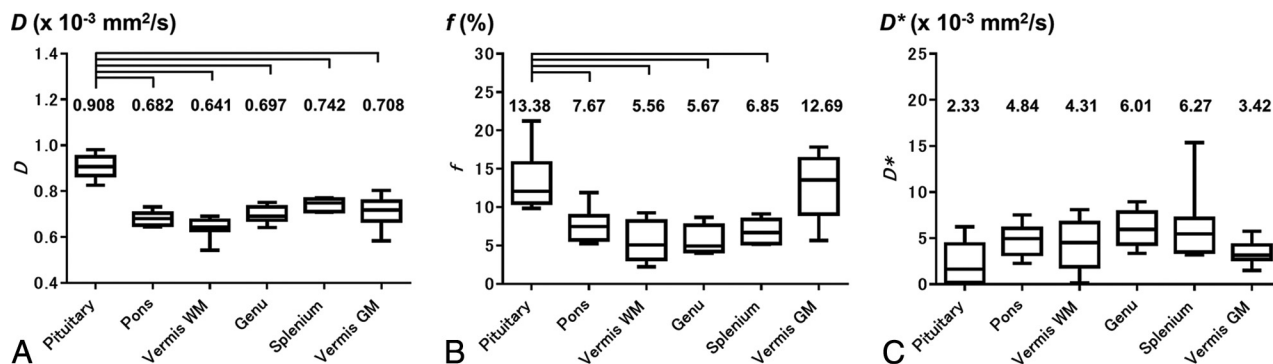 D (x 10-3 mm2/s)
1.4
1.2
1.0
0.8
0.6
0.4
D
0.908 0.682 0.641 0.697 0.742 0.708
Pituitary
Pons
Vermis WM
Genu
Splenium
Vermis GM
A
f (%)
30
25
20
15
10
5
0
f
13.38 7.67 5.56 5.67 6.85 12.69
Pituitary
Pons
Vermis WM
Genu
Splenium
Vermis GM
B
D* (x 10-3 mm2/s)
25
20
15
10
5
0
D*
2.33 4.84 4.31 6.01 6.27 3.42
Pituitary
Pons
Vermis WM
Genu
Splenium
Vermis GM
C